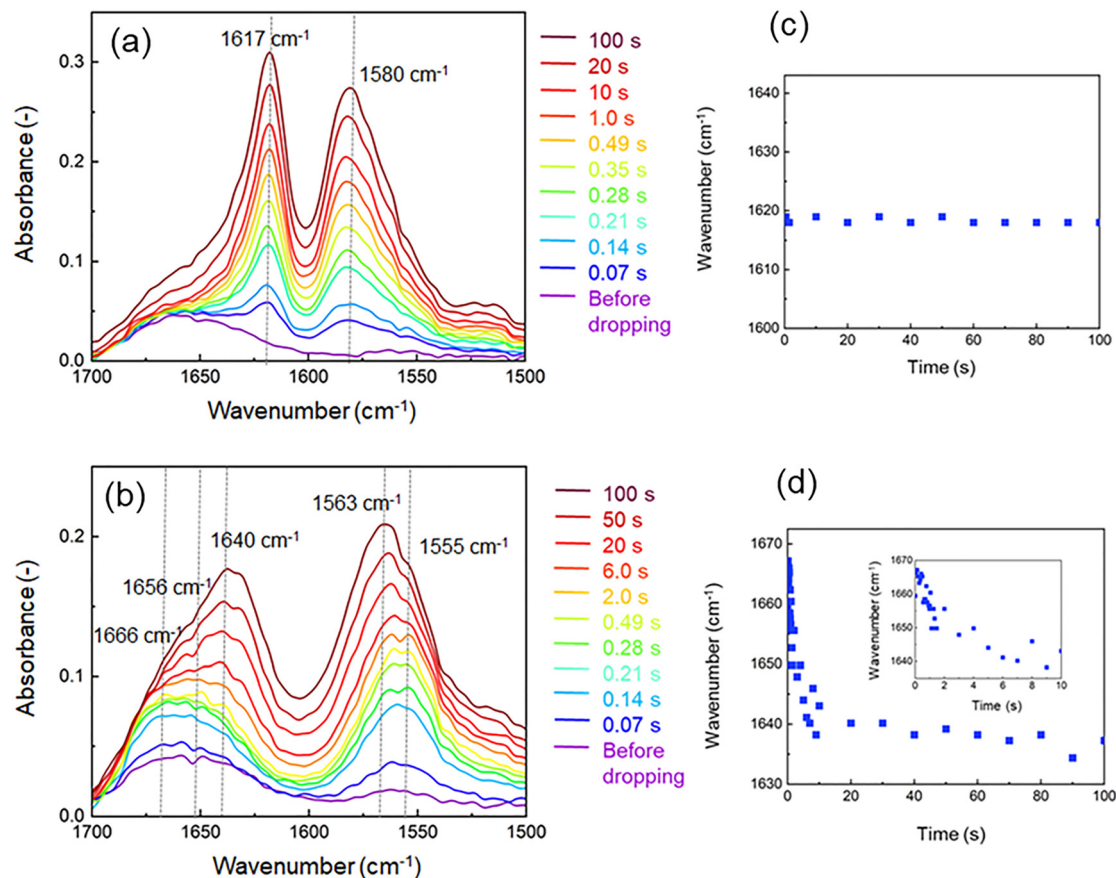 (a)
1617 cm⁻¹
1580 cm⁻¹
0.3
0.2
0.1
0.0
Absorbance (-)
1700
1650
1600
1550
1500
Wavenumber (cm⁻¹)
100 s
20 s
10 s
1.0 s
0.49 s
0.35 s
0.28 s
0.21 s
0.14 s
0.07 s
Before
dropping
(c)
1640
1630
1620
1610
1600
Wavenumber (cm⁻¹)
0
20
40
60
80
100
Time (s)
(b)
1563 cm⁻¹
1640 cm⁻¹
1555 cm⁻¹
1656 cm⁻¹
1666 cm⁻¹
0.2
0.1
0.0
Absorbance (-)
1700
1650
1600
1550
1500
Wavenumber (cm⁻¹)
100 s
50 s
20 s
6.0 s
2.0 s
0.49 s
0.28 s
0.21 s
0.14 s
0.07 s
Before
dropping
(d)
1670
1660
1650
1640
1630
Wavenumber (cm⁻¹)
0
20
40
60
80
100
Time (s)
1670
1660
1650
1640
Wavenumber (cm⁻¹)
0
2
4
6
8
10
Time (s)